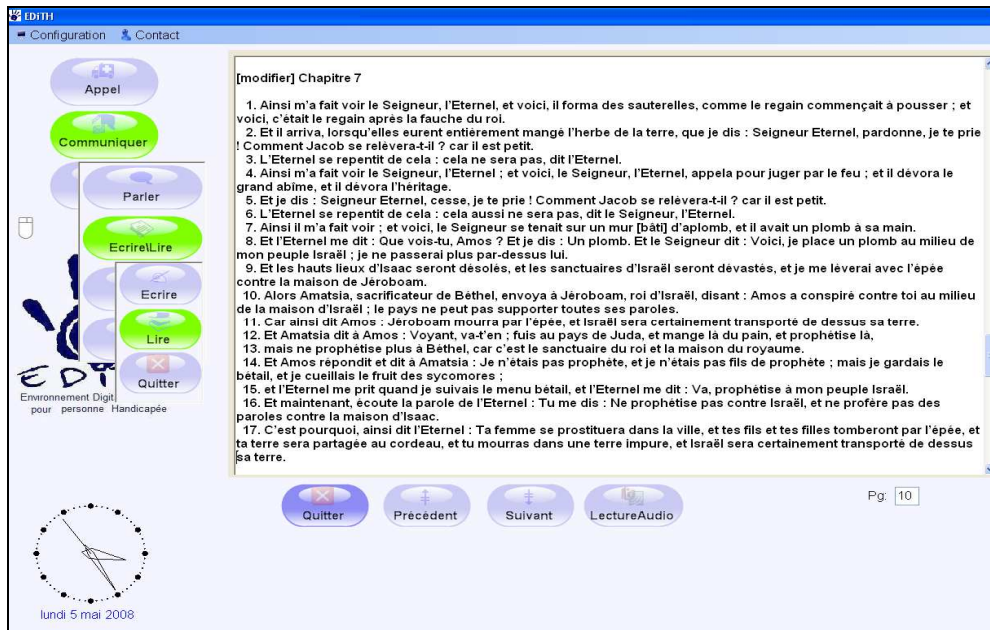 EDiTH
Configuration Contact
Appel
Communiquer
Parler
Ecrire\Lire
Ecrire
Lire
Quitter
EDiT
Environnement Digit
pour personne Handicapée
[modifier] Chapitre 7
1. Ainsi m'a fait voir le Seigneur, l'Eternel, et voici, il forma des sauterelles, comme le regain commençait à pousser ; et
voici, c'était le regain après la fauche du roi.
2. Et il arriva, lorsqu'elles eurent entièrement mangé l'herbe de la terre, que je dis : Seigneur Eternel, pardonne, je te prie
! Comment Jacob se relèvera-t-il ? car il est petit.
3. L'Eternel se repentit de cela : cela ne sera pas, dit l'Eternel.
4. Ainsi m'a fait voir le Seigneur, l'Eternel ; et voici, le Seigneur, l'Eternel, appela pour juger par le feu ; et il dévora le
grand abîme, et il dévora l'héritage.
5. Et je dis : Seigneur Eternel, cesse, je te prie ! Comment Jacob se relèvera-t-il ? car il est petit.
6. L'Eternel se repentit de cela : cela aussi ne sera pas, dit le Seigneur, l'Eternel.
7. Ainsi il m'a fait voir ; et voici, le Seigneur se tenait sur un mur [bâti] d'aplomb, et il avait un plomb à sa main.
8. Et l'Eternel me dit : Que vois-tu, Amos ? Et je dis : Un plomb. Et le Seigneur dit : Voici, je place un plomb au milieu de
mon peuple Israël ; je ne passerai plus par-dessus lui.
9. Et les hauts lieux d'Isaac seront désolés, et les sanctuaires d'Israël seront dévastés, et je me lèverai avec l'épée
contre la maison de Jéroboam.
10. Alors Amatsia, sacrificateur de Béthel, envoya à Jéroboam, roi d'Israël, disant : Amos a conspiré contre toi au milieu
de la maison d'Israël ; le pays ne peut pas supporter toutes ses paroles.
11. Car ainsi dit Amos : Jéroboam mourra par l'épée, et Israël sera certainement transporté de dessus sa terre.
12. Et Amatsia dit à Amos : Voyant, va-t'en ; fuis au pays de Juda, et mange là du pain, et prophétise là,
13. mais ne prophétise plus à Béthel, car c'est le sanctuaire du roi et la maison du royaume.
14. Et Amos répondit et dit à Amatsia : Je n'étais pas prophète, et je n'étais pas fils de prophète ; mais je gardais le
bétail, et je cueillais le fruit des sycomores ;
15. et l'Eternel me prit quand je suivais le menu bétail, et l'Eternel me dit : Va, prophétise à mon peuple Israël.
16. Et maintenant, écoute la parole de l'Eternel : Tu me dis : Ne prophétise pas contre Israël, et ne profère pas des
paroles contre la maison d'Isaac.
17. C'est pourquoi, ainsi dit l'Eternel : Ta femme se prostituera dans la ville, et tes fils et tes filles tomberont par l'épée, et
ta terre sera partagée au cordeau, et tu mourras dans une terre impure, et Israël sera certainement transporté de dessus
sa terre.
Quitter Précédent Suivant LectureAudio
Pg: 10
lundi 5 mai 2008